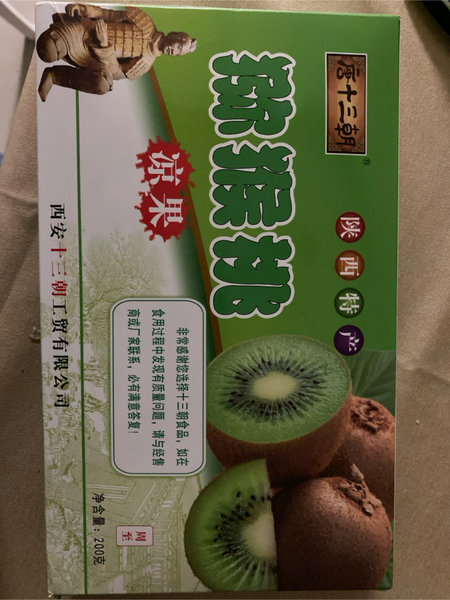 唐十三朝
®
陕西特产
猕猴桃
凉果
非常感谢您选择十三朝食品，如在
食用过程中发现有质量问题，请与经售
商或厂家联系，必有满意答复！
周至
净含量：200克
西安十三朝工贸有限公司